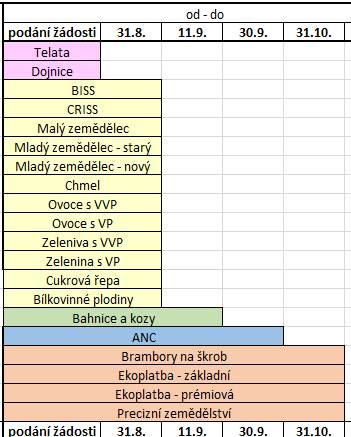 od - do
podání žádosti 31.8. 11.9. 30.9. 31.10.
Telata
Dojnice
BISS
CRISS
Malý zemědělec
Mladý zemědělec - starý
Mladý zemědělec - nový
Chmel
Ovoce s VVP
Ovoce s VP
Zeleniva s VVP
Zelenina s VP
Cukrová řepa
Bílkovinné plodiny
Bahnice a kozy
ANC
Brambory na škrob
Ekoplatba - základní
Ekoplatba - prémiová
Precizní zemědělství
podání žádosti 31.8. 11.9. 30.9. 31.10.